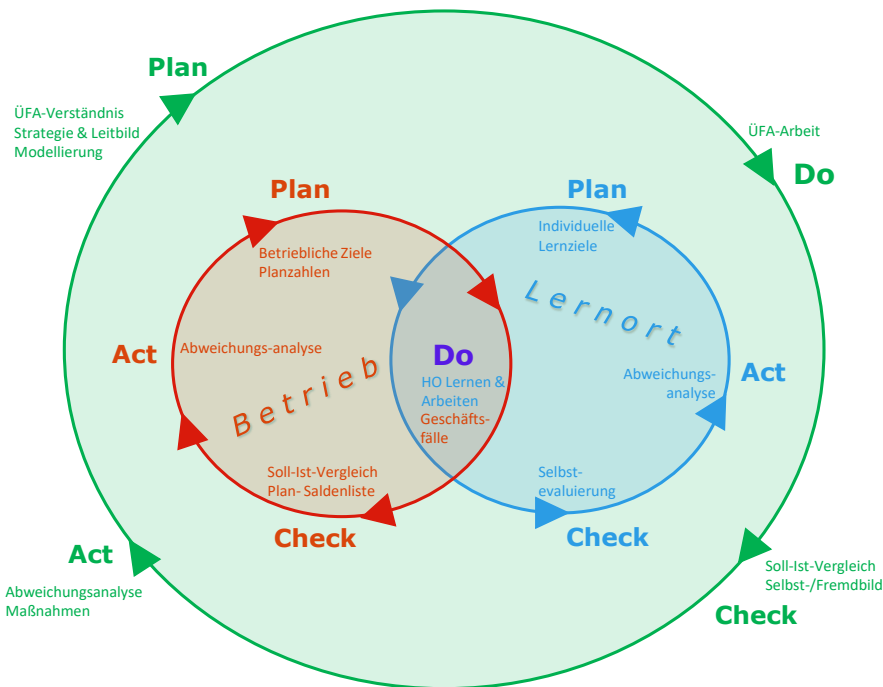 Plan
ÜFA-Verständnis
Strategie & Leitbild
Modellierung
ÜFA-Arbeit
Do
Plan
Betriebliche Ziele
Planzahlen
Plan
Individuelle
Lernziele
Lernort
Act
Abweichungs-analyse
Betrieb
Do
HO Lernen &
Arbeiten
Geschäfts-
fälle
Abweichungs-
analyse
Act
Soll-Ist-Vergleich
Plan- Saldenliste
Check
Selbst-
evaluierung
Check
Act
Abweichungsanalyse
Maßnahmen
Soll-Ist-Vergleich
Selbst-/Fremdbild
Check